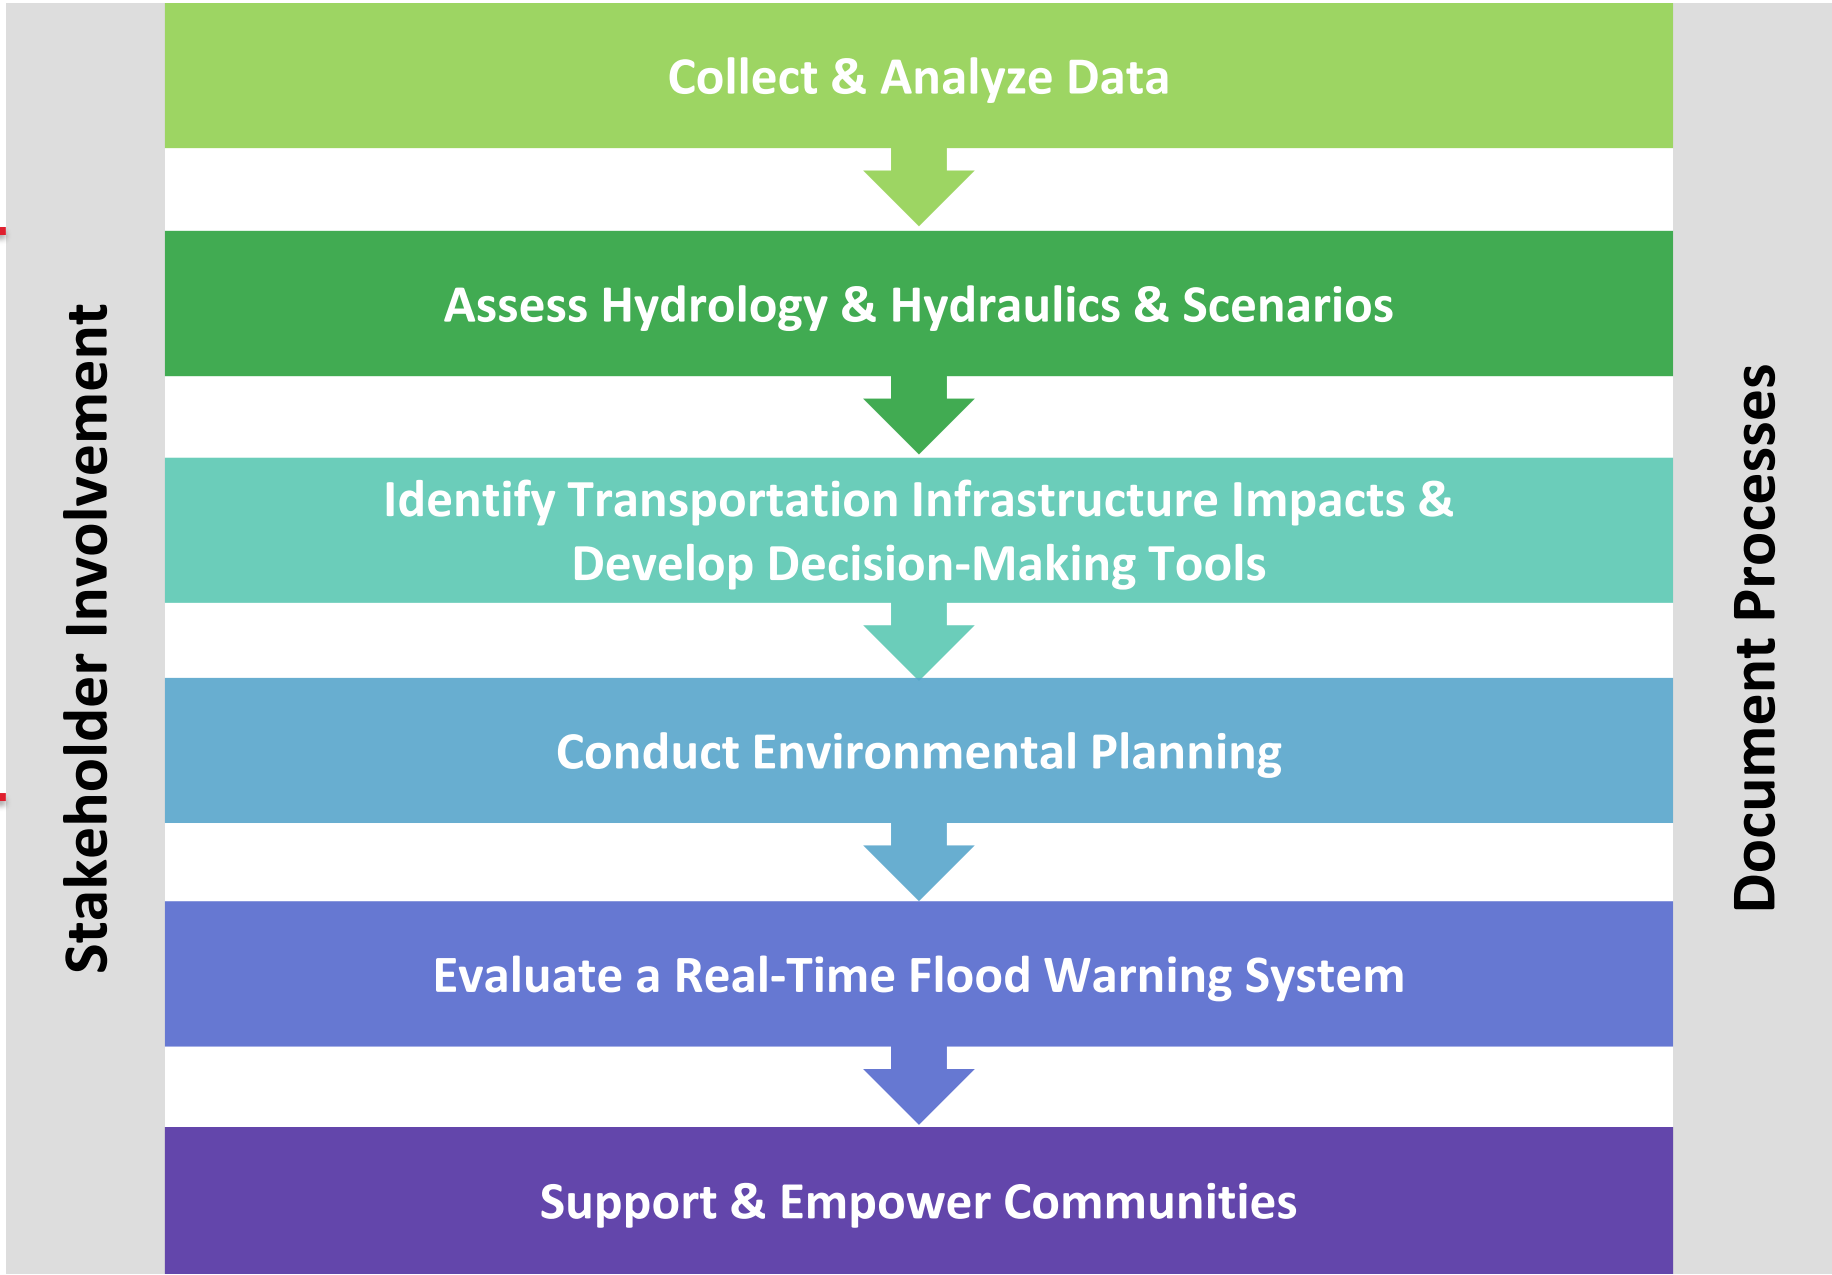 Collect & Analyze Data
Assess Hydrology & Hydraulics & Scenarios
Identify Transportation Infrastructure Impacts &
Develop Decision-Making Tools
Conduct Environmental Planning
Evaluate a Real-Time Flood Warning System
Support & Empower Communities
Stakeholder Involvement
Document Processes